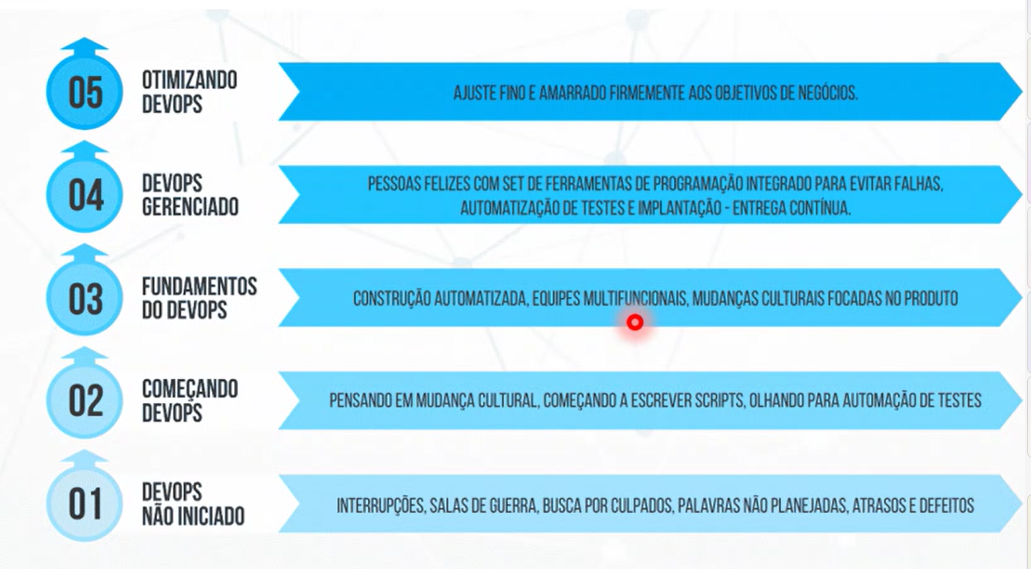 05
OTIMIZANDO
DEVOPS
AJUSTE FINO E AMARRADO FIRMEMENTE AOS OBJETIVOS DE NEGÓCIOS.
04
DEVOPS
GERENCIADO
PESSOAS FELIZES COM SET DE FERRAMENTAS DE PROGRAMAÇÃO INTEGRADO PARA EVITAR FALHAS,
AUTOMATIZAÇÃO DE TESTES E IMPLANTAÇÃO - ENTREGA CONTÍNUA.
03
FUNDAMENTOS
DO DEVOPS
CONSTRUÇÃO AUTOMATIZADA, EQUIPES MULTIFUNCIONAIS, MUDANÇAS CULTURAIS FOCADAS NO PRODUTO
02
COMEÇANDO
DEVOPS
PENSANDO EM MUDANÇA CULTURAL, COMEÇANDO A ESCREVER SCRIPTS, OLHANDO PARA AUTOMAÇÃO DE TESTES
01
DEVOPS
NÃO INICIADO
INTERRUPÇÕES, SALAS DE GUERRA, BUSCA POR CULPADOS, PALAVRAS NÃO PLANEJADAS, ATRASOS E DEFEITOS